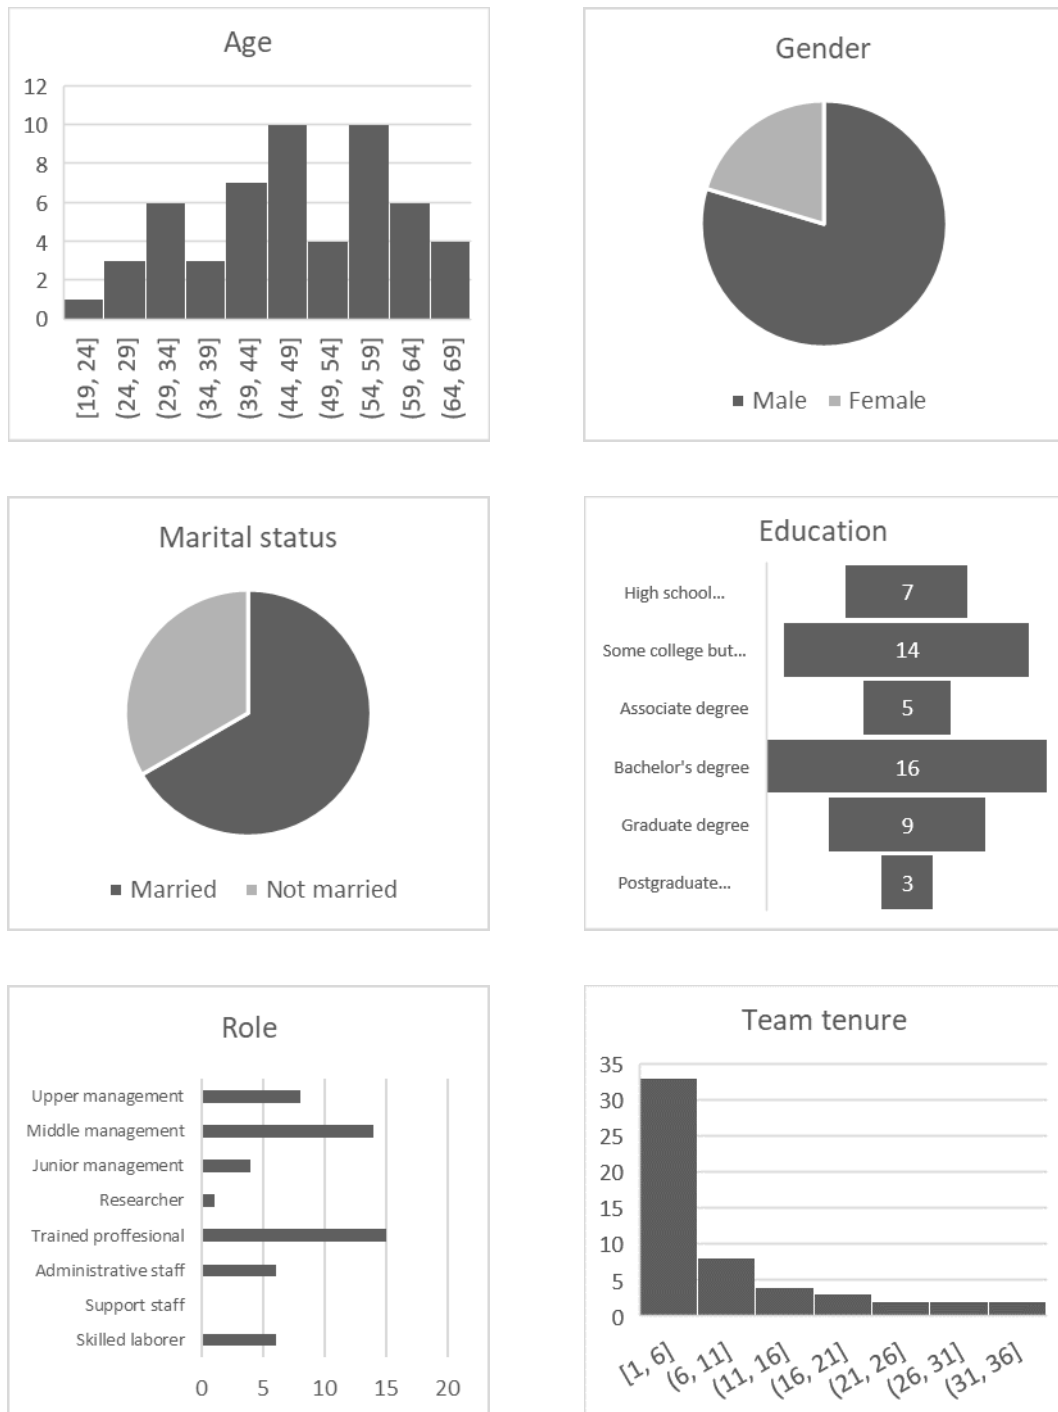 Age
12
10
8
6
4
2
0
[19, 24]
(24, 29]
(29, 34]
(34, 39]
(39, 44]
(44, 49]
(49, 54]
(54, 59]
(59, 64]
(64, 69]
Gender
Male Female
Marital status
Married Not married
Education
High school... 7
Some college but... 14
Associate degree 5
Bachelor's degree 16
Graduate degree 9
Postgraduate... 3
Role
Upper management
Middle management
Junior management
Researcher
Trained proffesional
Administrative staff
Support staff
Skilled laborer
0 5 10 15 20
Team tenure
35
30
25
20
15
10
5
0
[1, 6]
(6, 11]
(11, 16]
(16, 21]
(21, 26]
(26, 31]
(31, 36]